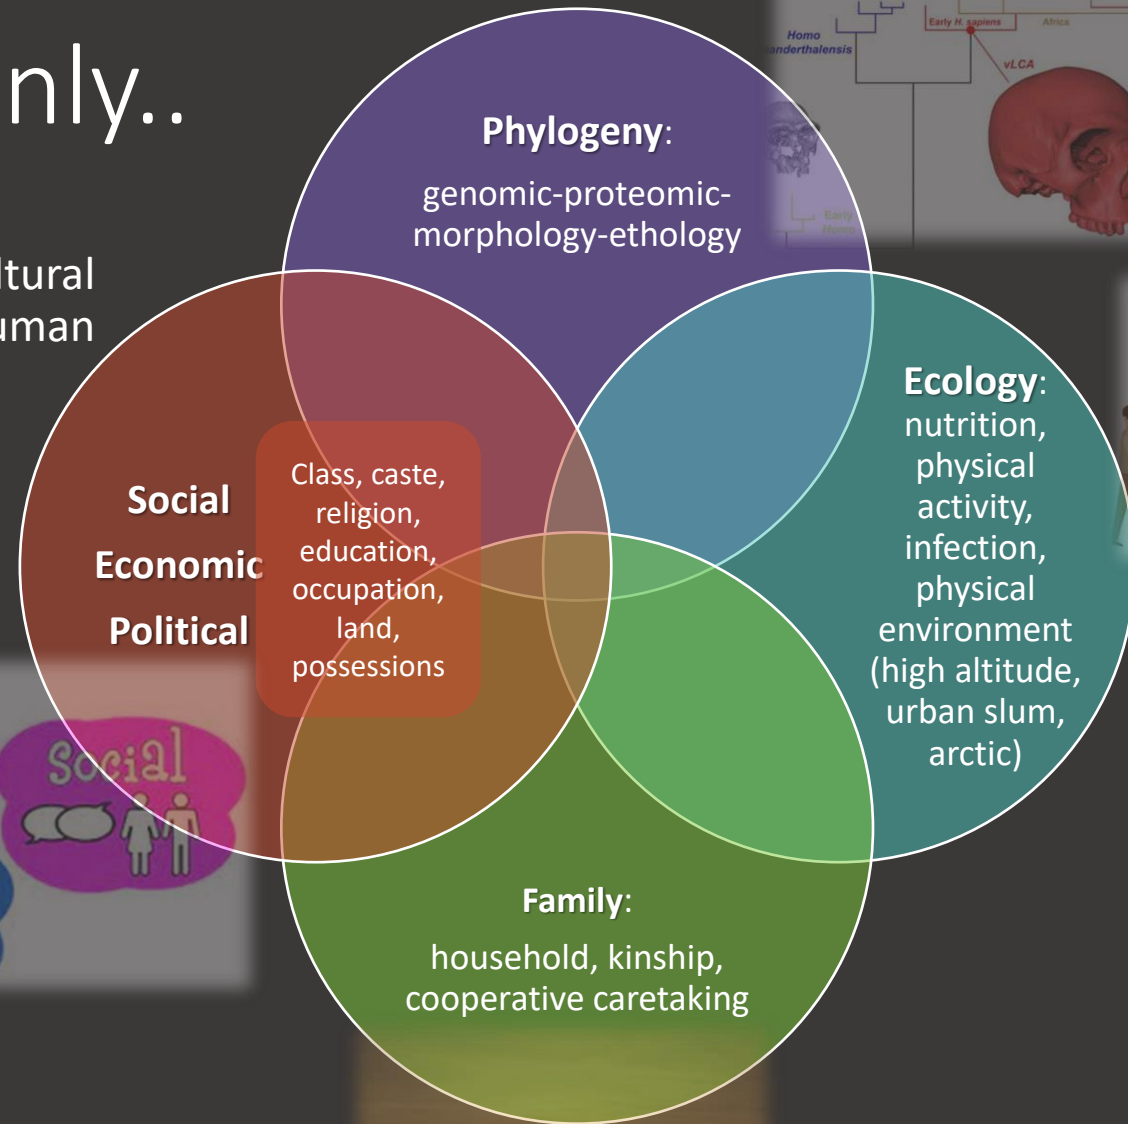 nly..
ltural
uman
Homo
anderthalensis
Early H. sapiens
Africa
vLCA
Early
Homo
Phylogeny:
genomic-proteomic-
morphology-ethology
Social
Economic
Political
Class, caste,
religion,
education,
occupation,
land,
possessions
Ecology:
nutrition,
physical
activity,
infection,
physical
environment
(high altitude,
urban slum,
arctic)
Social
Family:
household, kinship,
cooperative caretaking